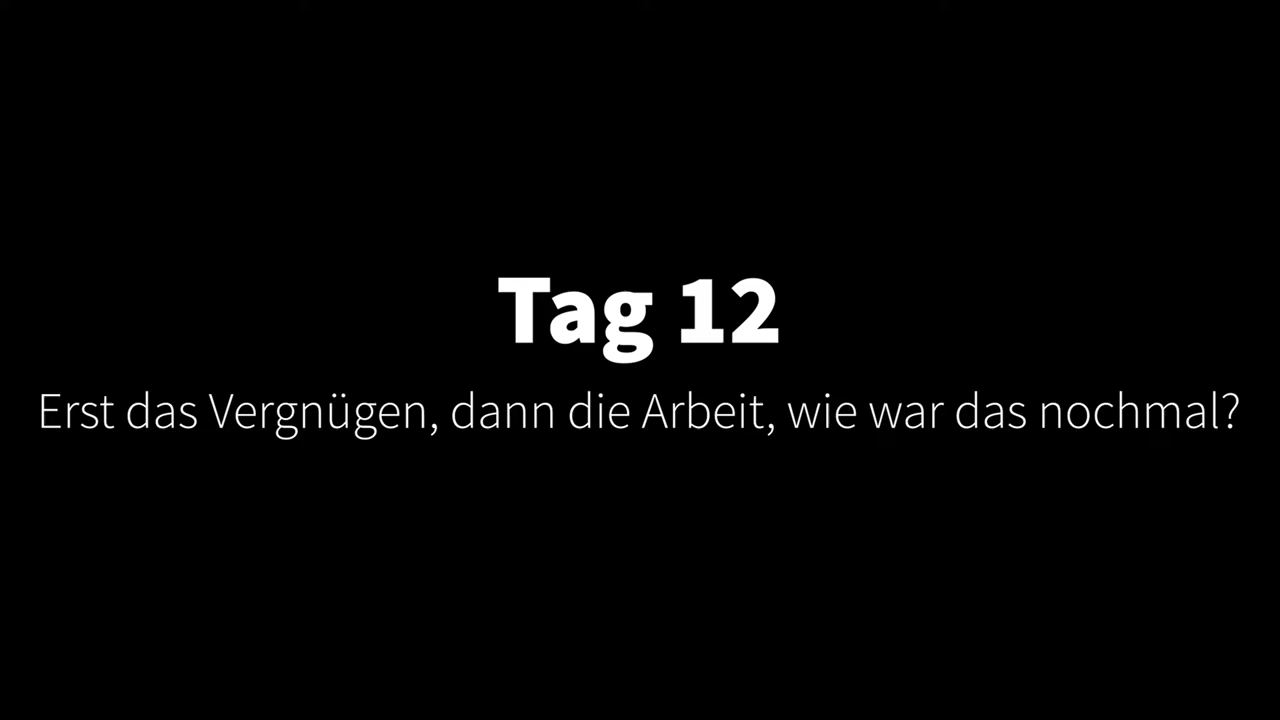 Tag 12
Erst das Vergnügen, dann die Arbeit, wie war das nochmal?